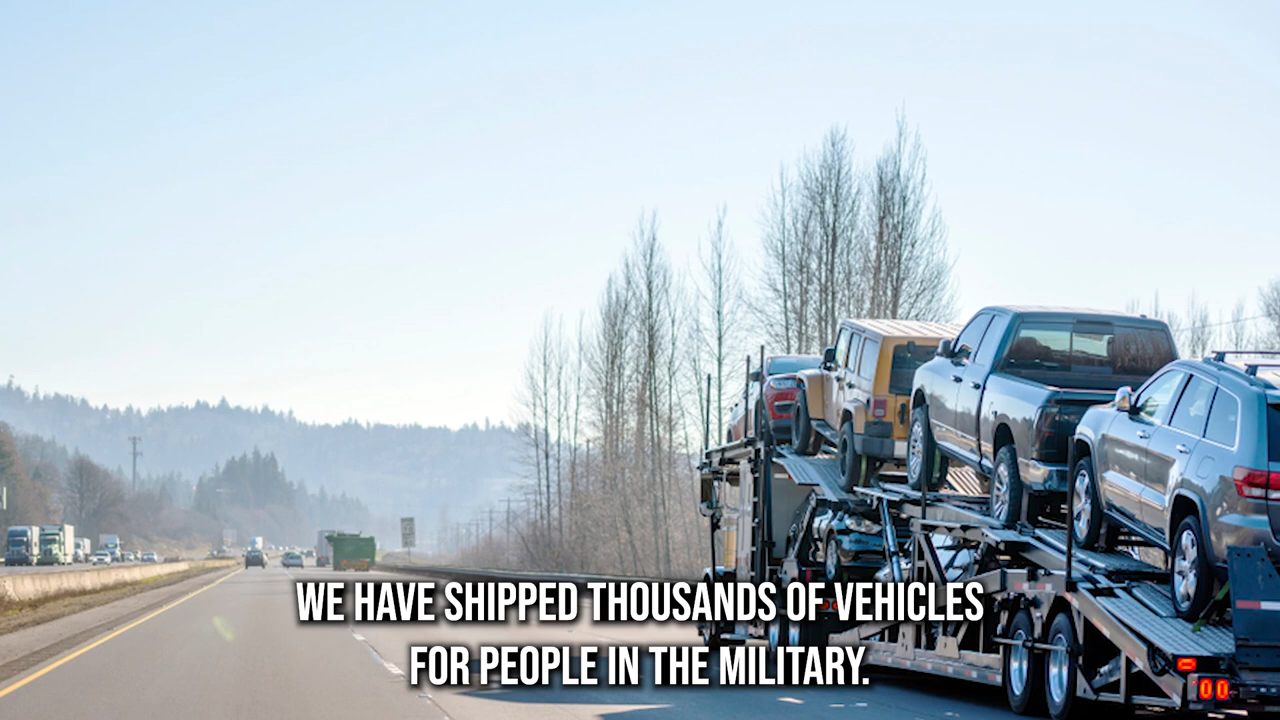 WE HAVE SHIPPED THOUSANDS OF VEHICLES
FOR PEOPLE IN THE MILITARY.